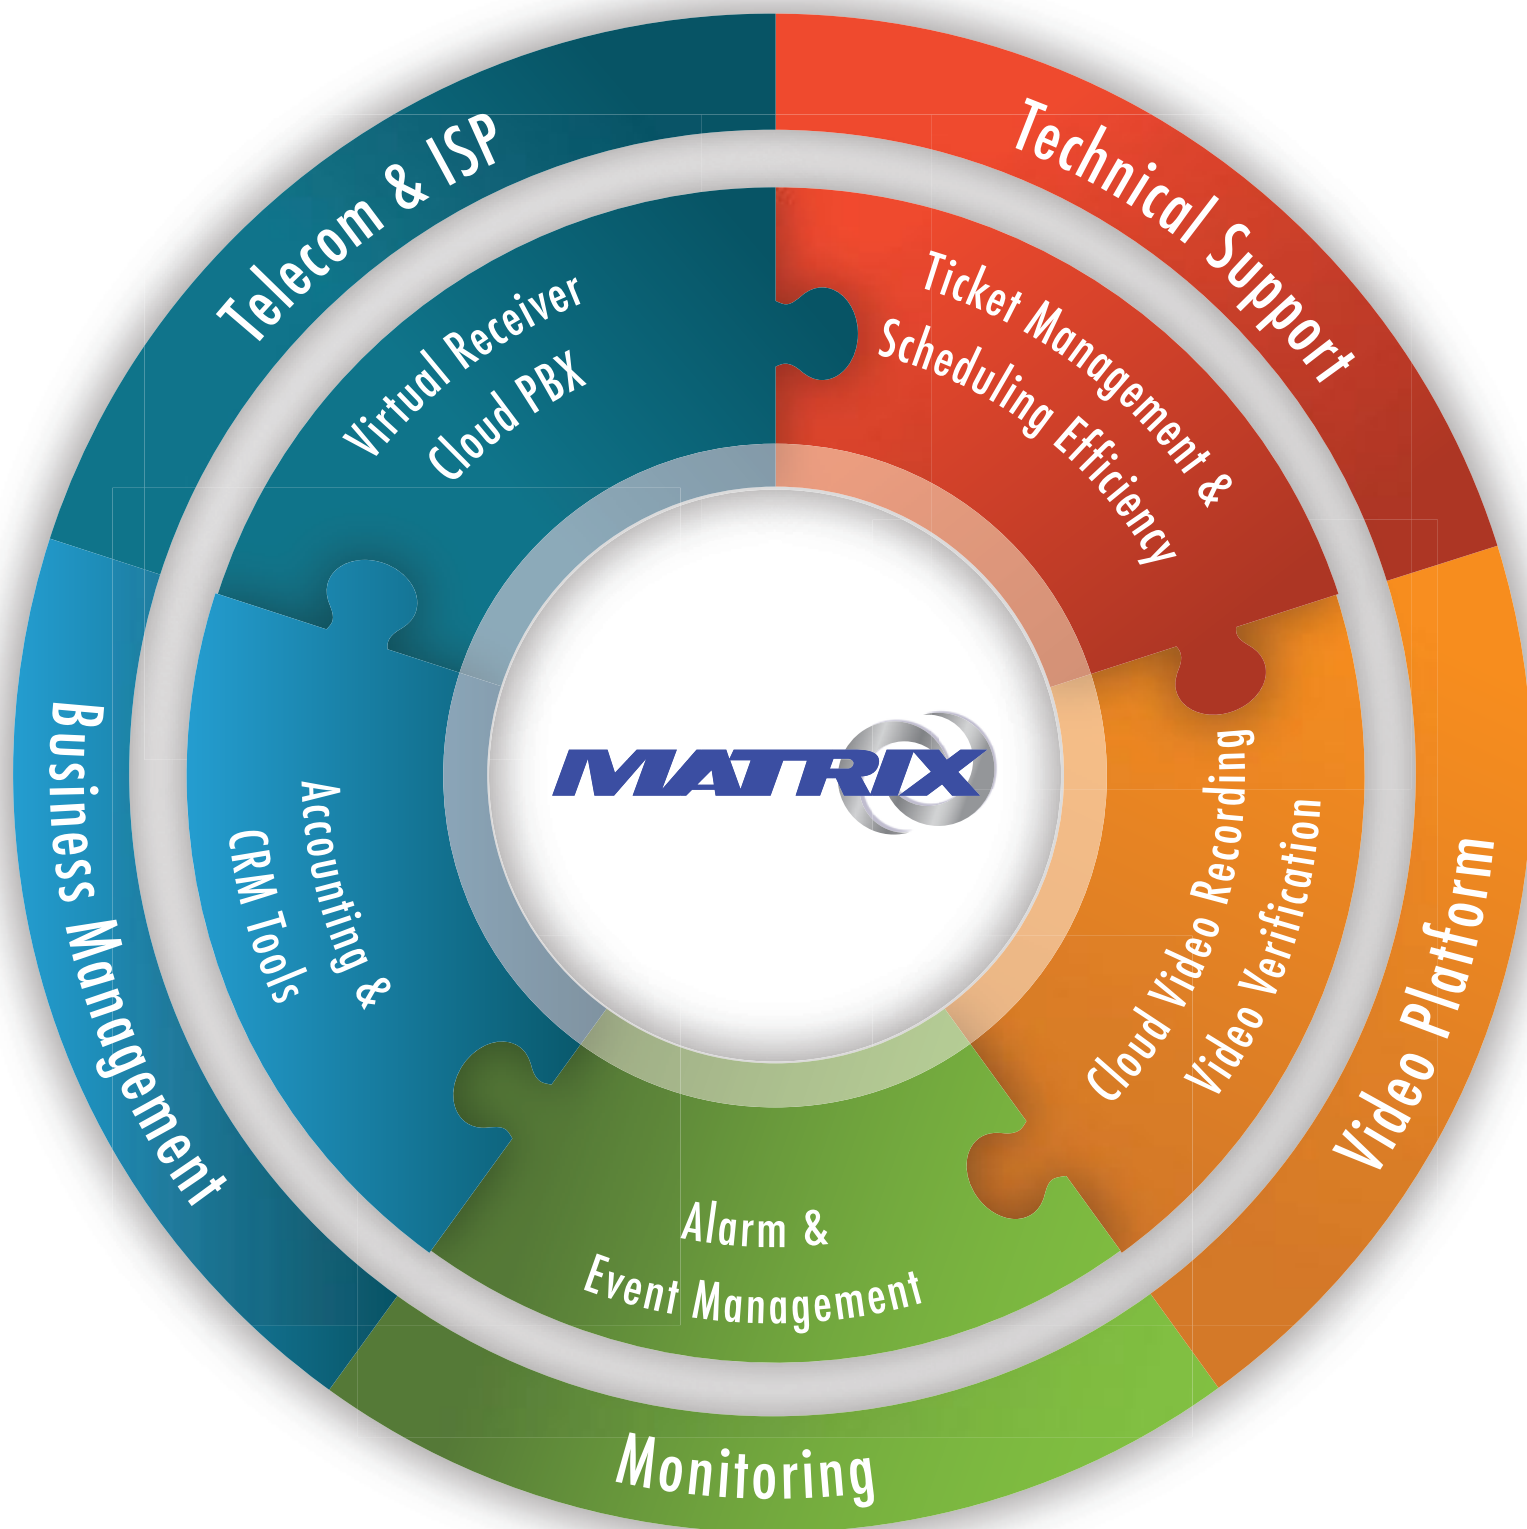 Telecom & ISP
Technical Support
Virtual Receiver
Cloud PBX
Ticket Management &
Scheduling Efficiency
MATRIX
Business Management
Accounting &
CRM Tools
Cloud Video Recording
Video Verification
Video Platform
Alarm &
Event Management
Monitoring